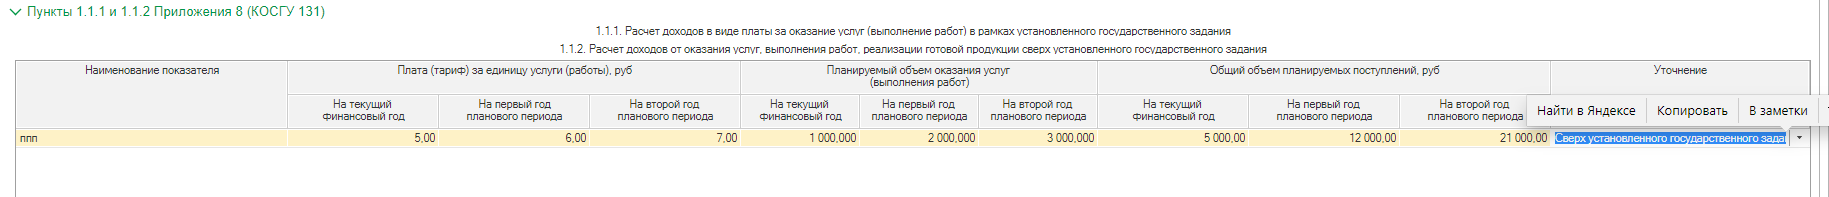 Пункты 1.1.1 и 1.1.2 Приложения 8 (КОСГУ 131)
1.1.1. Расчет доходов в виде платы за оказание услуг (выполнение работ) в рамках установленного государственного задания
1.1.2. Расчет доходов от оказания услуг, выполнения работ, реализации готовой продукции сверх установленного государственного задания
Наименование показателя
Плата (тариф) за единицу услуги (работы), руб
Планируемый объем оказания услуг
(выполнения работ)
Общий объем планируемых поступлений, руб
Уточнение
На текущий
финансовый год
На первый год
планового периода
На второй год
планового периода
На текущий
финансовый год
На первый год
планового периода
На второй год
планового периода
На текущий
финансовый год
На первый год
планового периода
На второй год
планового периода
Найти в Яндексе
Копировать
В заметки
ппп
5,00
6,00
7,00
1 000,000
2 000,000
3 000,000
5 000,00
12 000,00
21 000,00
Сверх установленного государственного зада